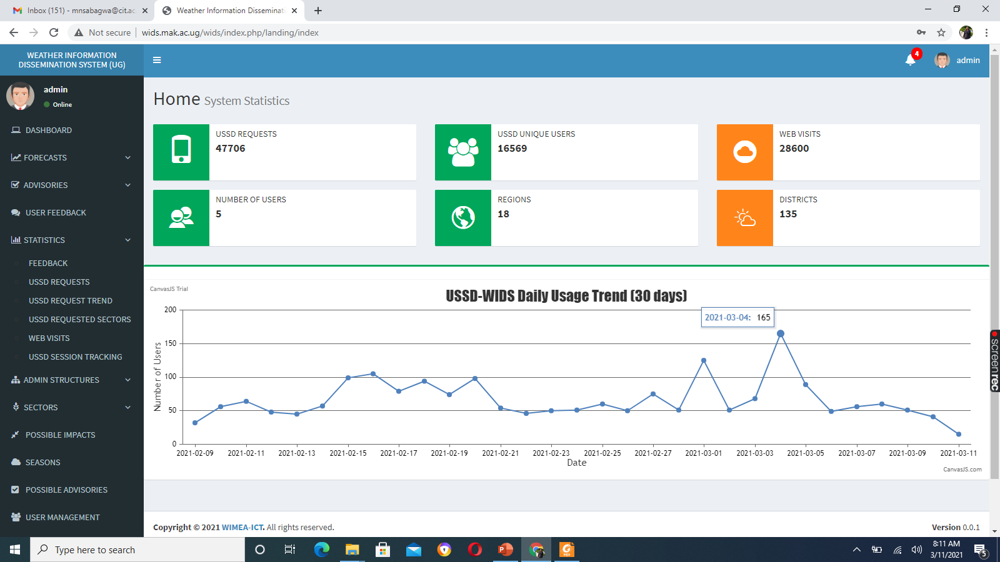 Inbox (151) - mnsabagwa@cit.ac
Weather Information Disseminat
Not secure
wids.mak.ac.ug/wids/index.php/landing/index
WEATHER INFORMATION
DISSEMINATION SYSTEM (UG)
4
admin
admin
Online
DASHBOARD
FORECASTS
ADVISORIES
USER FEEDBACK
STATISTICS
FEEDBACK
USSD REQUESTS
USSD REQUEST TREND
USSD REQUESTED SECTORS
WEB VISITS
USSD SESSION TRACKING
ADMIN STRUCTURES
SECTORS
POSSIBLE IMPACTS
SEASONS
POSSIBLE ADVISORIES
USER MANAGEMENT
Home System Statistics
USSD REQUESTS
47706
USSD UNIQUE USERS
16569
WEB VISITS
28600
NUMBER OF USERS
5
REGIONS
18
DISTRICTS
135
CanvasJS Trial
USSD-WIDS Daily Usage Trend (30 days)
2021-03-04: 165
Number of Users
200
150
100
50
0
2021-02-09 2021-02-11 2021-02-13 2021-02-15 2021-02-17 2021-02-19 2021-02-21 2021-02-23 2021-02-25 2021-02-27 2021-03-01 2021-03-03 2021-03-05 2021-03-07 2021-03-09 2021-03-11
Date
CanvasJS.com
screenrec
Copyright © 2021 WIMEA-ICT. All rights reserved.
Version 0.0.1
Type here to search
P
PDF
8:11 AM
3/11/2021
5